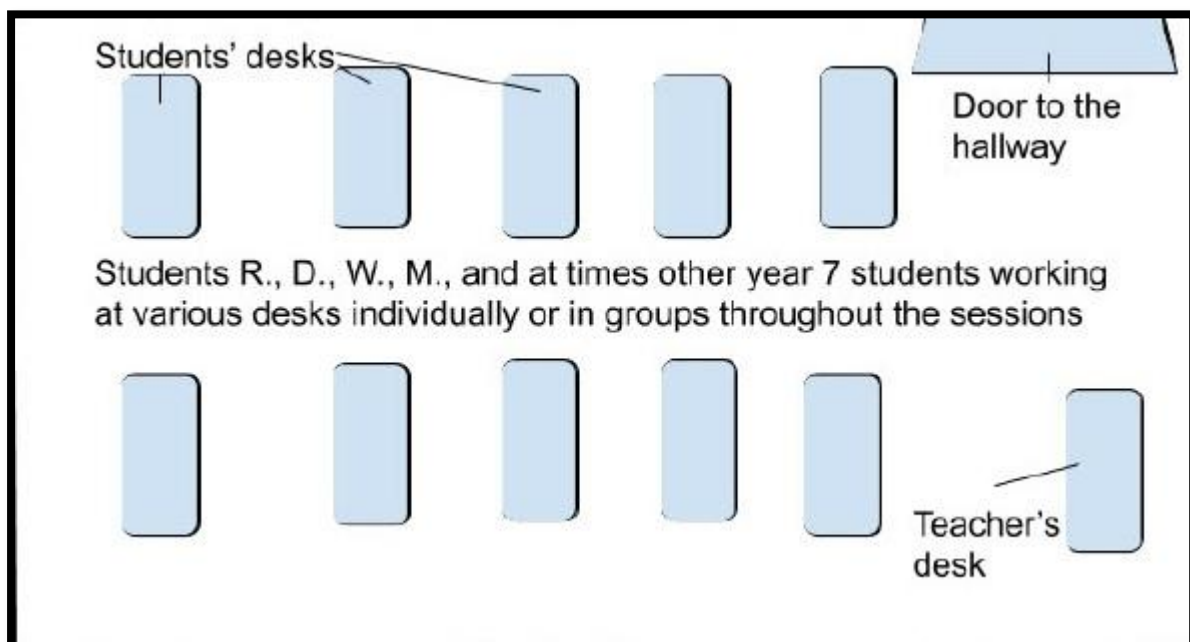 Students' desks
Door to the
hallway
Students R., D., W., M., and at times other year 7 students working
at various desks individually or in groups throughout the sessions
Teacher's
desk